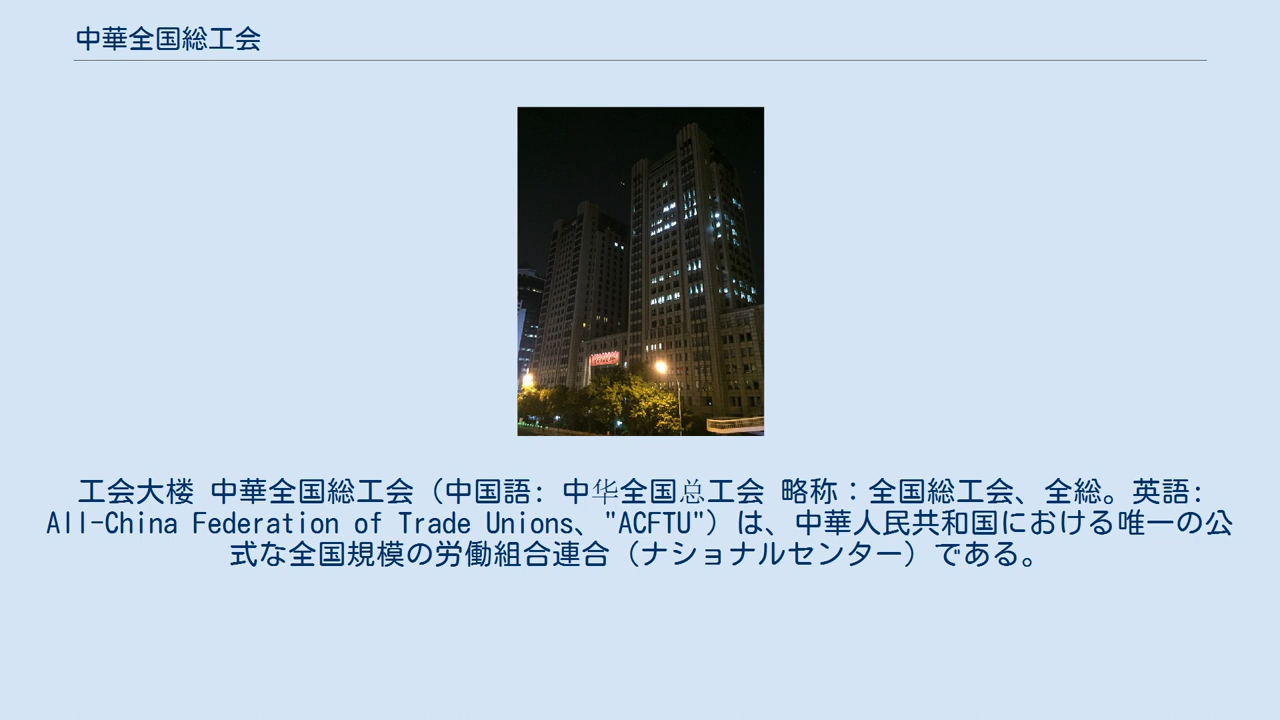 中華全国総工会
工会大楼 中華全国総工会（中国語: 中华全国总工会 略称：全国総工会、全総。英語:
All-China Federation of Trade Unions、"ACFTU"）は、中華人民共和国における唯一の公
式な全国規模の労働組合連合（ナショナルセンター）である。